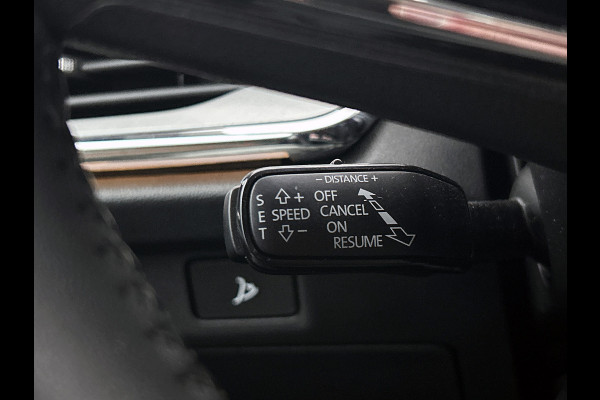 – DISTANCE +
S + OFF
E SPEED CANCEL
T – ON
RESUME